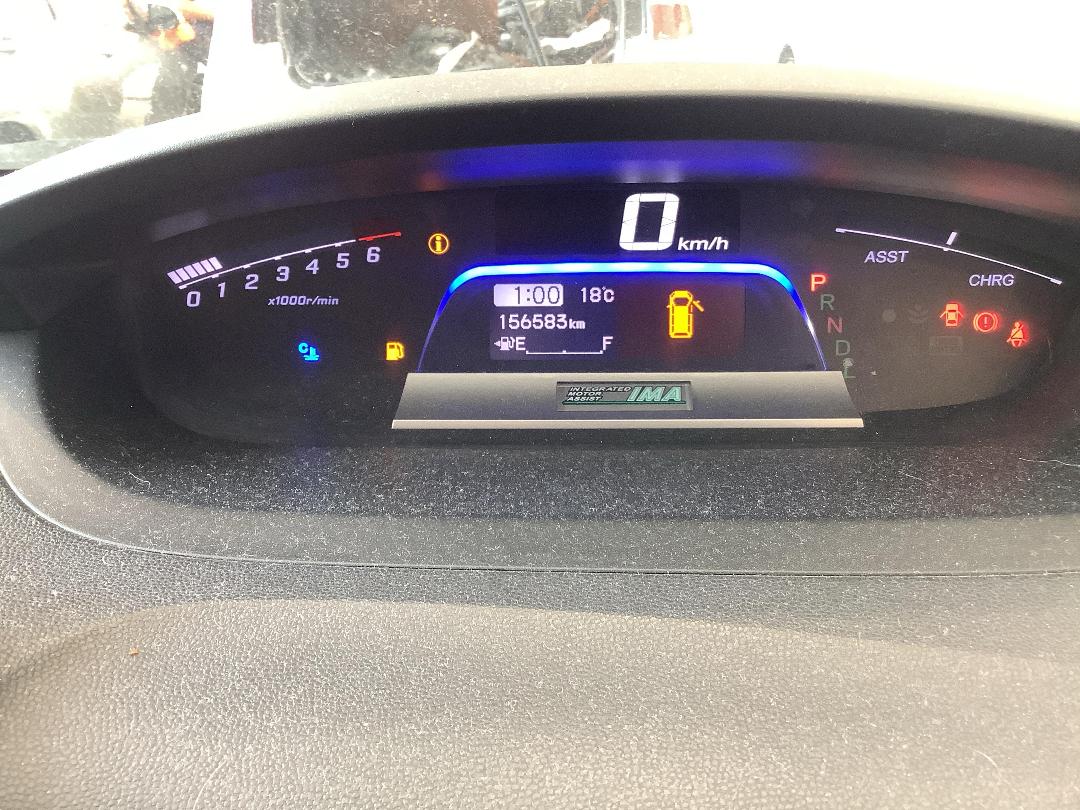 0 km/h
0 1 2 3 4 5 6
x1000r/min
i
ASST
CHRG
1:00 18°C
156583km
E F
P
R
N
D
L
C
INTEGRATED
MOTOR
ASSIST
IMA